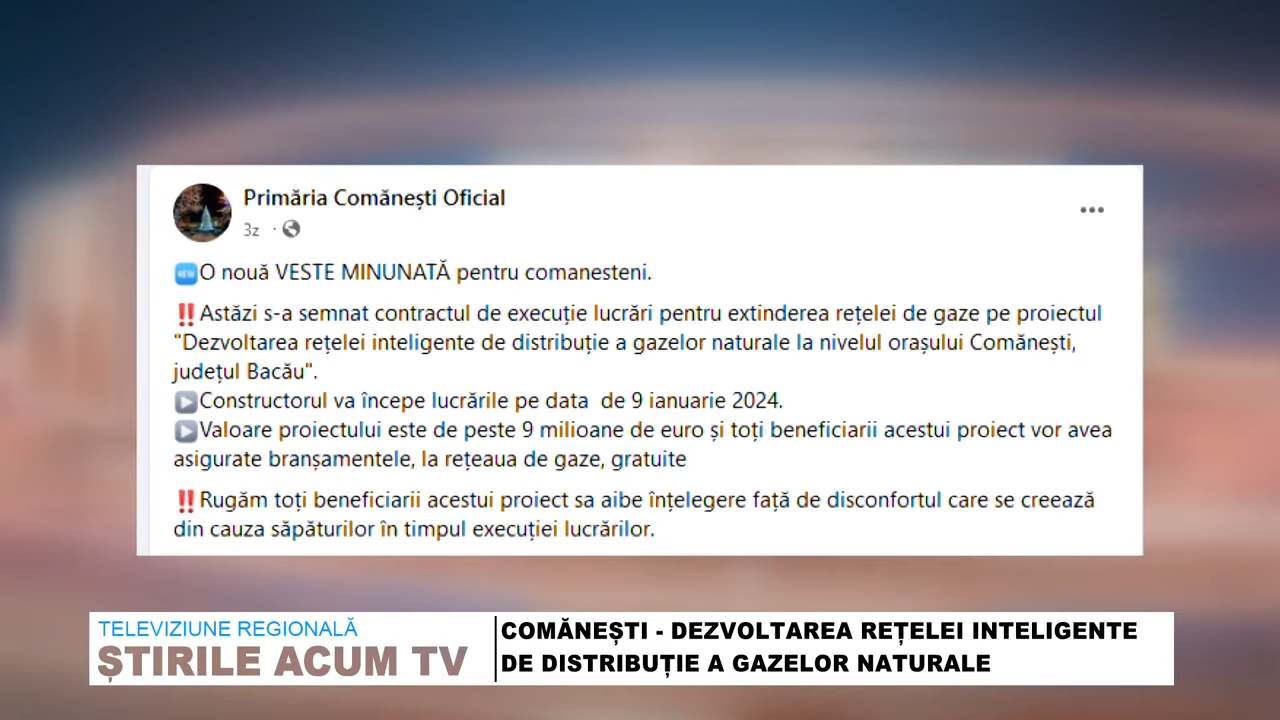 Primăria Comănești Oficial
3z ·
NEW O nouă VESTE MINUNATĂ pentru comanesteni.
‼️Astăzi s-a semnat contractul de execuție lucrări pentru extinderea rețelei de gaze pe proiectul
"Dezvoltarea rețelei inteligente de distribuție a gazelor naturale la nivelul orașului Comănești,
județul Bacău".
▶️Constructorul va începe lucrările pe data  de 9 ianuarie 2024.
▶️Valoare proiectului este de peste 9 milioane de euro și toți beneficiarii acestui proiect vor avea
asigurate branșamentele, la rețeaua de gaze, gratuite
‼️Rugăm toți beneficiarii acestui proiect sa aibe înțelegere față de disconfortul care se creează
din cauza săpăturilor în timpul execuției lucrărilor.
TELEVIZIUNE REGIONALĂ
ȘTIRILE ACUM TV
COMĂNEȘTI - DEZVOLTAREA REȚELEI INTELIGENTE
DE DISTRIBUȚIE A GAZELOR NATURALE